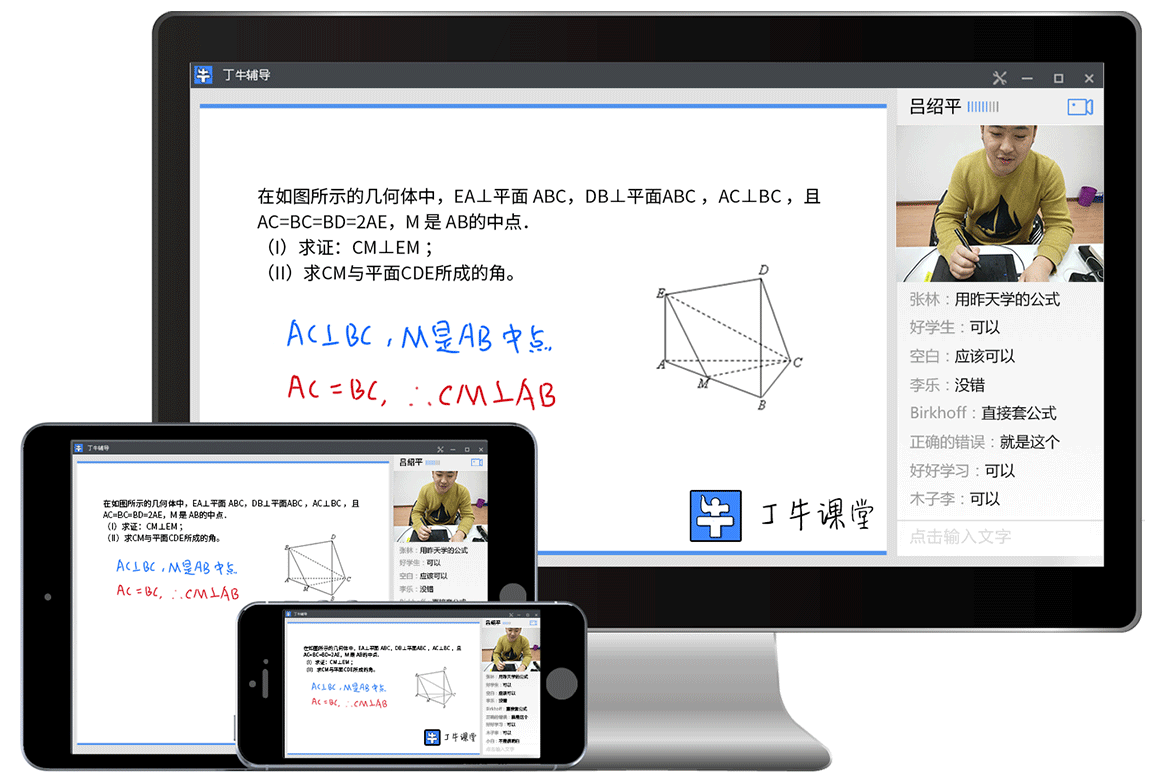 牛 丁牛辅导
在如图所示的几何体中，EA⊥平面 ABC，DB⊥平面ABC ，AC⊥BC ，且
AC=BC=BD=2AE，M 是 AB的中点．
（Ⅰ）求证：CM⊥EM ；
（II）求CM与平面CDE所成的角。
AC⊥BC , M是AB 中点.
AC = BC, ∴CM⊥AB
D
E
A
C
M
B
牛 丁牛课堂
吕绍平
张林：用昨天学的公式
好学生：可以
空白：应该可以
李乐：没错
Birkhoff：直接套公式
正确的错误：就是这个
好好学习：可以
木子李：可以
点击输入文字
丁牛辅导
在如图所示的几何体中，EA⊥平面 ABC，DB⊥平面ABC ，AC⊥BC ，且
AC=BC=BD=2AE，M 是 AB的中点．
（Ⅰ）求证：CM⊥EM ；
（II）求CM与平面CDE所成的角。
AC⊥BC , M是AB 中点.
AC = BC, ∴CM⊥AB
D
E
A
C
M
B
吕绍平
张林：用昨天学的公式
好学生：可以
空白：应该可以
李乐：没错
丁牛辅导
在如图所示的几何体中，EA⊥平面 ABC，DB⊥平面ABC ，AC⊥BC ，且
AC=BC=BD=2AE，M 是 AB的中点．
（Ⅰ）求证：CM⊥EM ；
（II）求CM与平面CDE所成的角。
AC⊥BC , M是AB 中点.
AC = BC, ∴CM⊥AB
牛 丁牛课堂
吕绍平
张林：用昨天学的公式
好学生：可以
空白：应该可以
李乐：没错
Birkhoff：直接套公式
正确的错误：就是这个
好好学习：可以
木子李：可以
点击输入文字